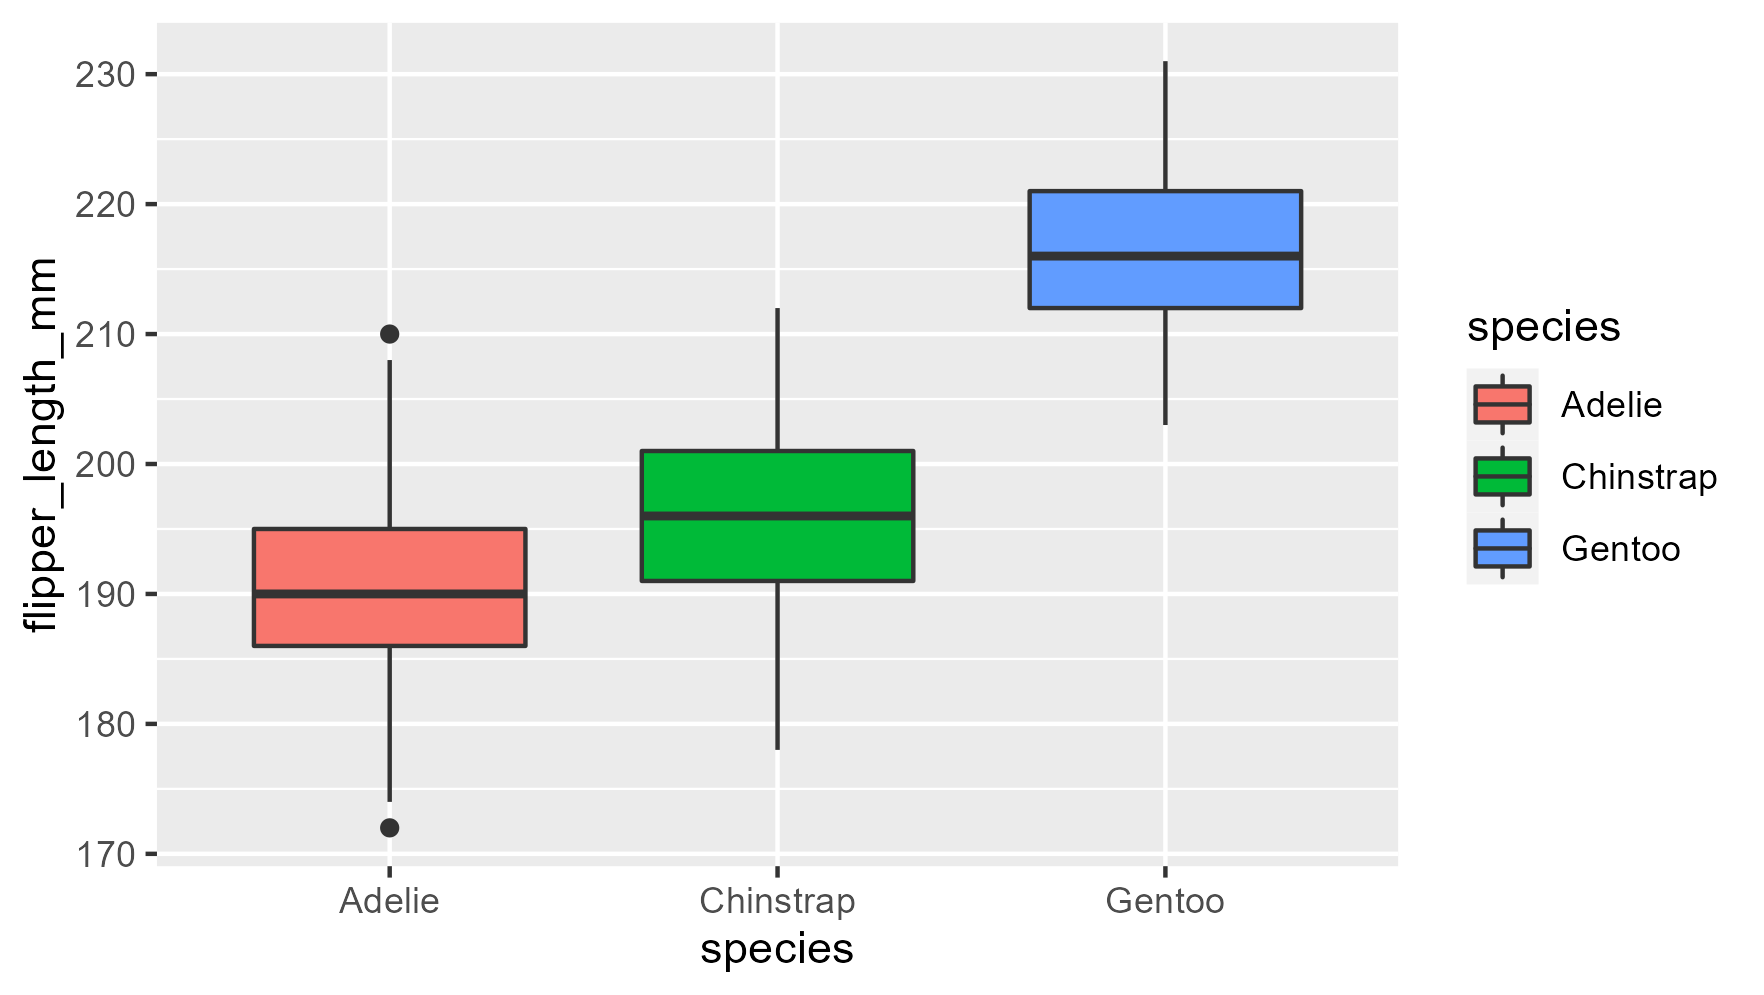 flipper_length_mm
230
220
210
200
190
180
170
Adelie
Chinstrap
Gentoo
species
species
Adelie
Chinstrap
Gentoo